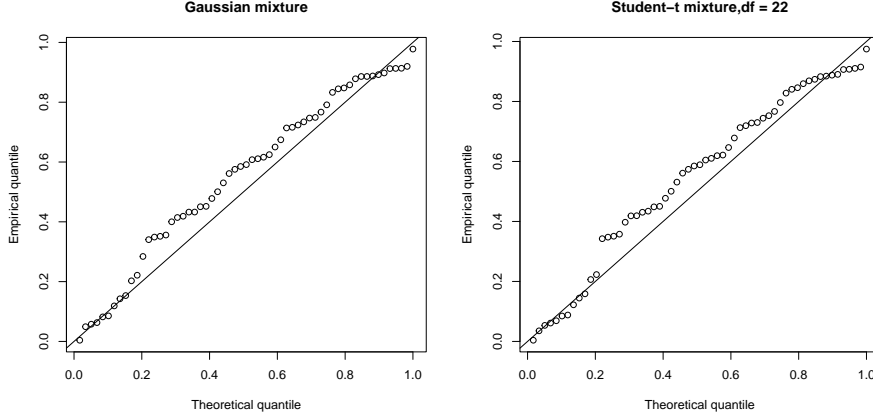 Gaussian mixture
Empirical quantile
1.0
0.8
0.6
0.4
0.2
0.0
0.0 0.2 0.4 0.6 0.8 1.0
Theoretical quantile
Student−t mixture,df = 22
Empirical quantile
1.0
0.8
0.6
0.4
0.2
0.0
0.0 0.2 0.4 0.6 0.8 1.0
Theoretical quantile